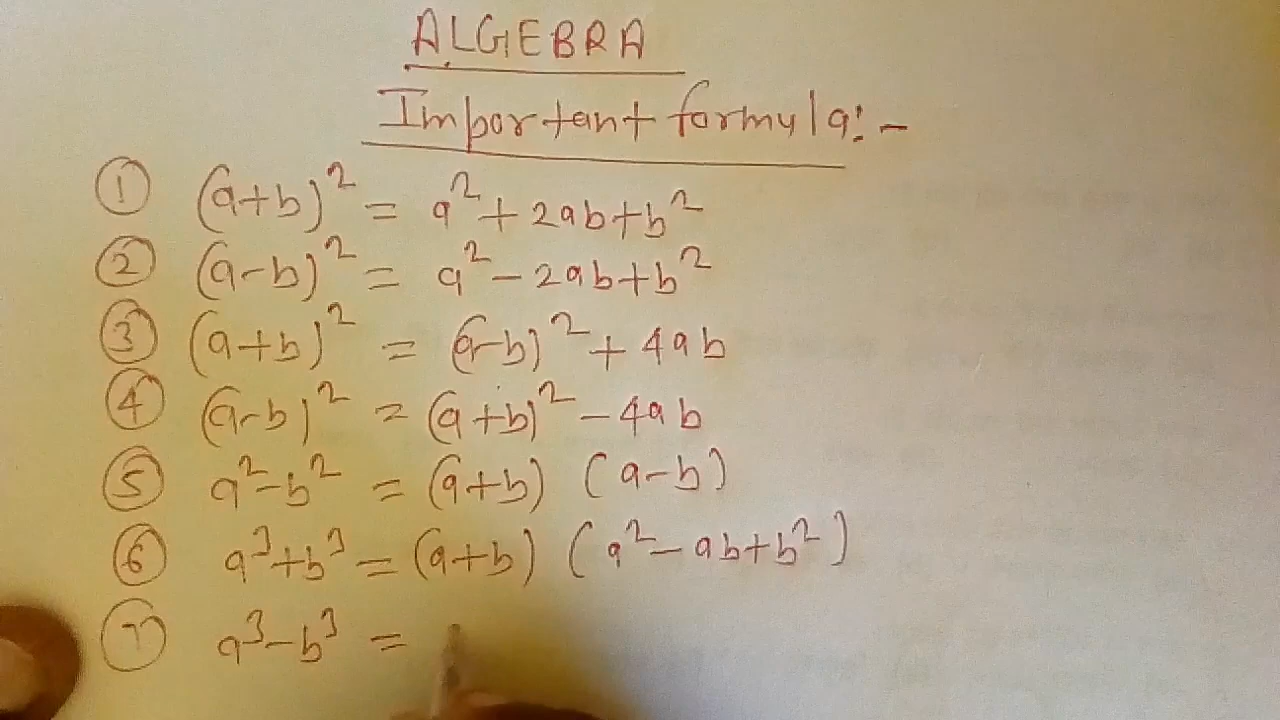 ALGEBRA
Important formula:-
① (a+b)² = a²+2ab+b²
② (a-b)² = a²-2ab+b²
③ (a+b)² = (a-b)²+4ab
④ (a-b)² = (a+b)²-4ab
⑤ a²-b² = (a+b) (a-b)
⑥ a³+b³ = (a+b) (a²-ab+b²)
⑦ a³-b³ =